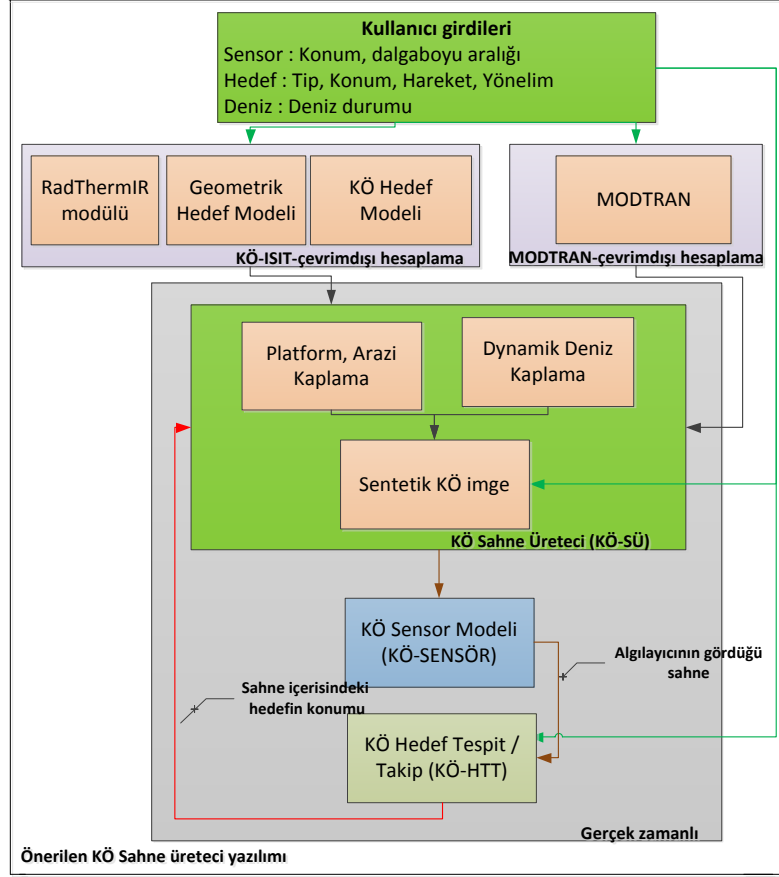 Kullanıcı girdileri
Sensor : Konum, dalgaboyu aralığı
Hedef : Tip, Konum, Hareket, Yönelim
Deniz : Deniz durumu
RadThermIR
modülü
Geometrik
Hedef Modeli
KÖ Hedef
Modeli
KÖ-ISIT-çevrimdışı hesaplama
MODTRAN
MODTRAN-çevrimdışı hesaplama
Platform, Arazi
Kaplama
Dynamik Deniz
Kaplama
Sentetik KÖ imge
KÖ Sahne Üreteci (KÖ-SÜ)
KÖ Sensor Modeli
(KÖ-SENSÖR)
Algılayıcının gördüğü
sahne
Sahne içerisindeki
hedefin konumu
KÖ Hedef Tespit /
Takip (KÖ-HTT)
Gerçek zamanlı
Önerilen KÖ Sahne üreteci yazılımı